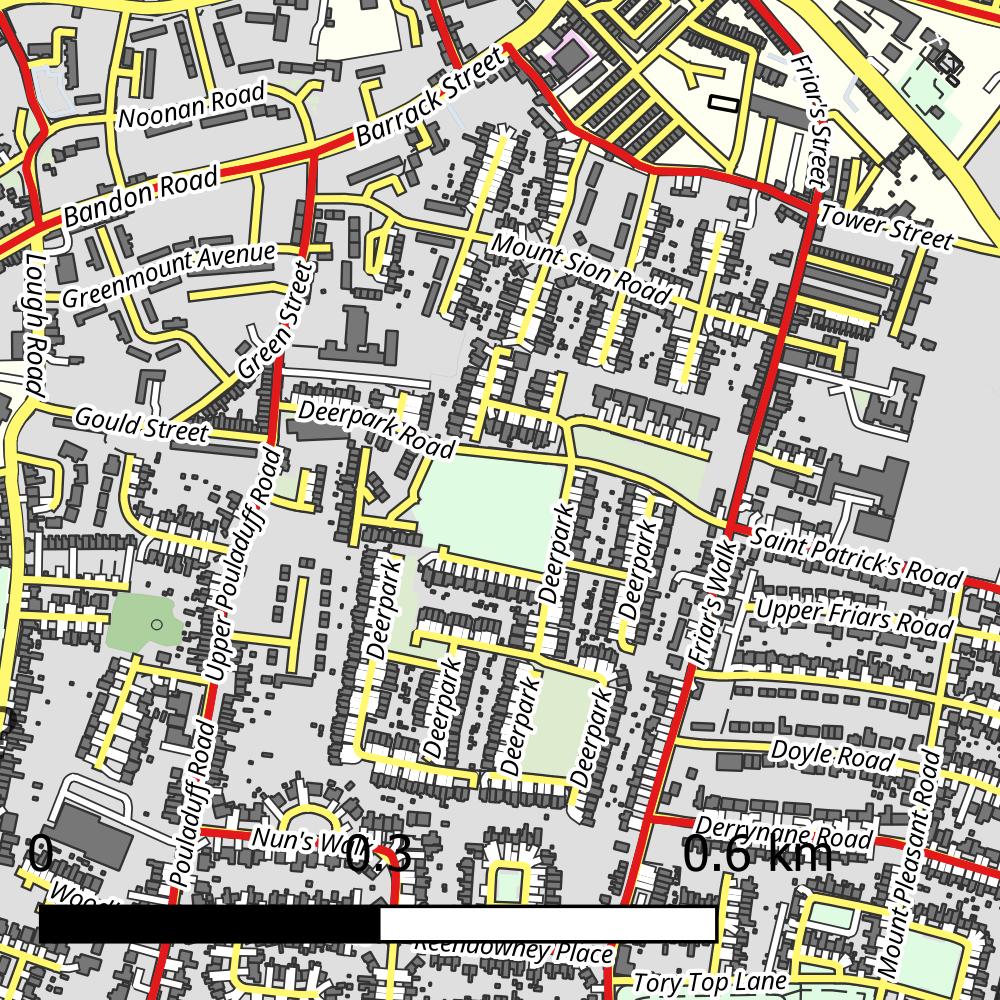 Friar's Street
Barrack Street
Noonan Road
Bandon Road
Tower Street
Mount Sion Road
Greenmount Avenue
Lough Road
Green Street
Gould Street
Deerpark Road
Upper Pouladuff Road
Saint Patrick's Road
Deerpark
Deerpark
Deerpark
Friar's Walk
Upper Friars Road
Deerpark
Deerpark
Deerpark
Doyle Road
Pouladuff Road
Mount Pleasant Road
Nun's Walk
Derrynane Road
0
0.3
0.6 km
Keendowney Place
Tory Top Lane